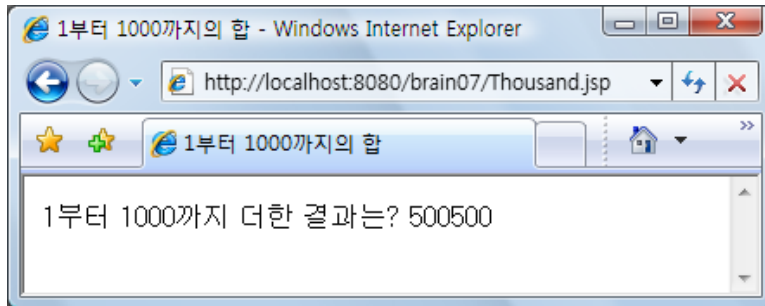 1부터 1000까지의 합 - Windows Internet Explorer
http://localhost:8080/brain07/Thousand.jsp
1부터 1000까지의 합
1부터 1000까지 더한 결과는? 500500